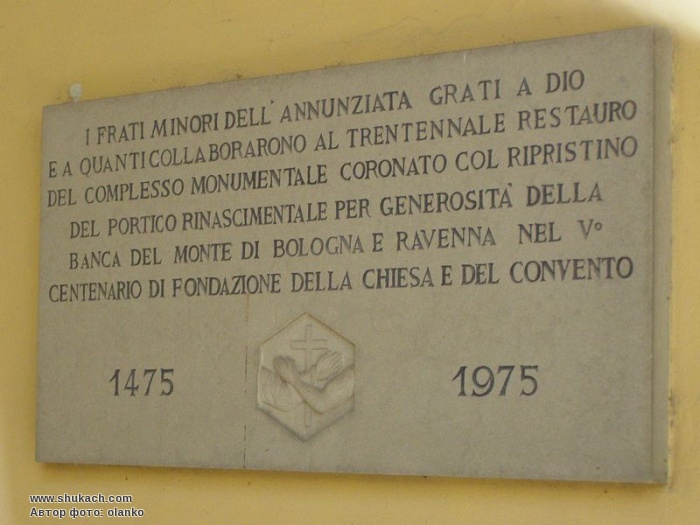 I FRATI MINORI DELL' ANNUNZIATA GRATI A DIO
E A QUANTI COLLABORARONO AL TRENTENNALE RESTAURO
DEL COMPLESSO MONUMENTALE CORONATO COL RIPRISTINO
DEL PORTICO RINASCIMENTALE PER GENEROSITA' DELLA
BANCA DEL MONTE DI BOLOGNA E RAVENNA NEL V°
CENTENARIO DI FONDAZIONE DELLA CHIESA E DEL CONVENTO
1475 1975
www.shukach.com
Автор фото: olanko